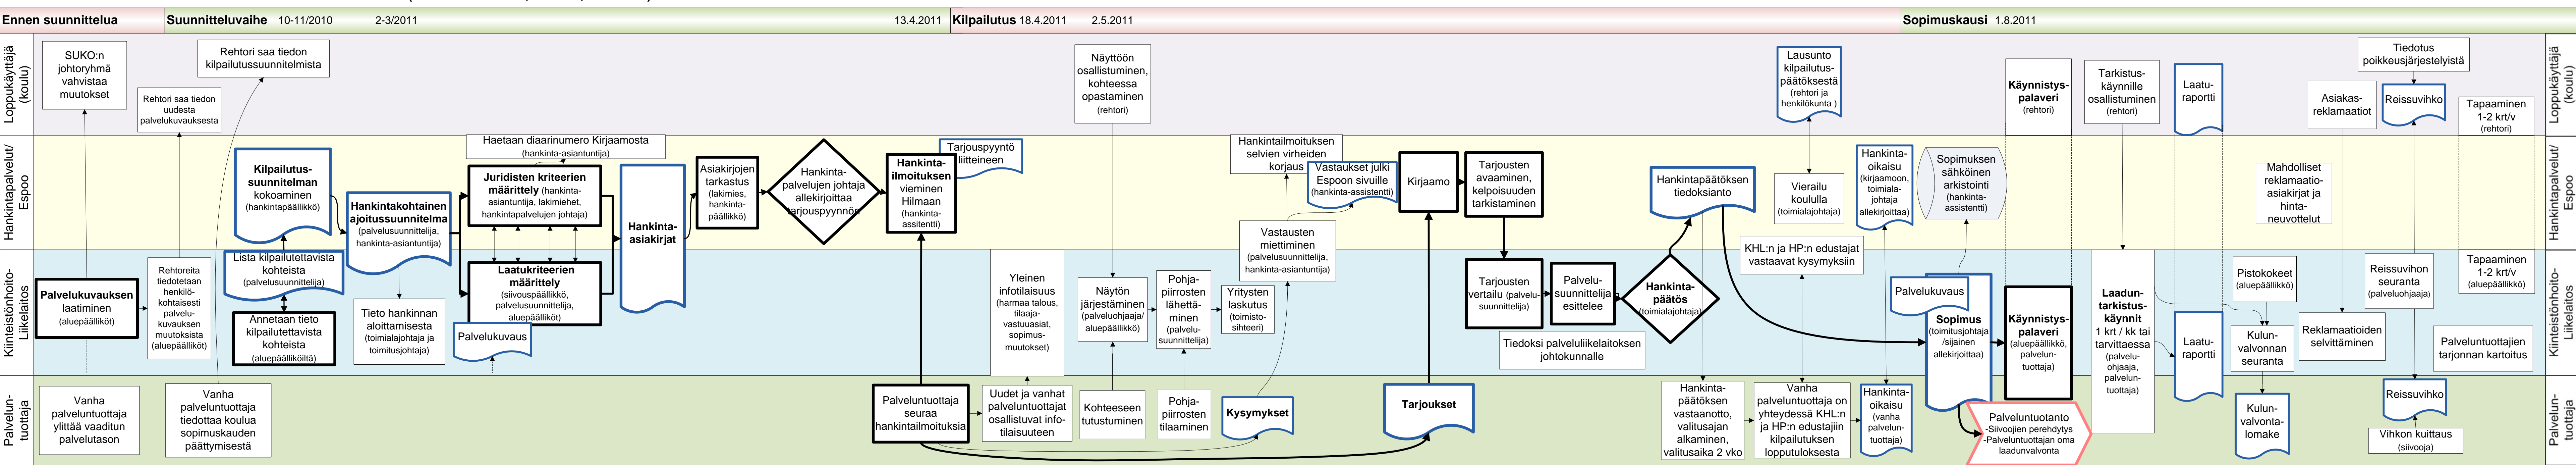 Ennen suunnittelua
Suunnitteluvaihe 10-11/2010 2-3/2011 13.4.2011
Kilpailutus 18.4.2011 2.5.2011
Sopimuskausi 1.8.2011
Loppukäyttäjä
(koulu)
SUKO:n
johtoryhmä
vahvistaa
muutokset
Rehtori saa tiedon
uudesta
palvelukuvauksesta
Rehtori saa tiedon
kilpailutussuunnitelmista
Näyttöön
osallistuminen,
kohteessa
opastaminen
(rehtori)
Lausunto
kilpailutus-
päätöksestä
(rehtori ja
henkilökunta )
Käynnistys-
palaveri
(rehtori)
Tarkistus-
käynnille
osallistuminen
(rehtori)
Laatu-
raportti
Asiakas-
reklamaatiot
Tiedotus
poikkeusjärjestelyistä
Reissuvihko
Tapaaminen
1-2 krt/v
(rehtori)
Loppukäyttäjä
(koulu)
Hankintapalvelut/
Espoo
Kilpailutus-
suunnitelman
kokoaminen
(hankintapäällikkö)
Hankintakohtainen
ajoitussuunnitelma
(palvelusuunnittelija,
hankinta-asiantuntija)
Haetaan diaarinumero Kirjaamosta
(hankinta-asiantuntija)
Juridisten kriteerien
määrittely (hankinta-
asiantuntija, lakimiehet,
hankintapalvelujen johtaja)
Hankinta-
asiakirjat
Asiakirjojen
tarkastus
(lakimies,
hankinta-
päällikkö)
Hankinta-
palvelujen johtaja
allekirjoittaa
tarjouspyynnön
Hankinta-
ilmoituksen
vieminen
Hilmaan
(hankinta-
assitentti)
Tarjouspyyntö
liitteineen
Hankintailmoituksen
selvien virheiden
korjaus
Vastaukset julki
Espoon sivuille
(hankinta-assistentti)
Vastausten
miettiminen
(palvelusuunnittelija,
hankinta-asiantuntija)
Kirjaamo
Tarjousten
avaaminen,
kelpoisuuden
tarkistaminen
Hankintapäätöksen
tiedoksianto
Vierailu
koululla
(toimialajohtaja)
Hankinta-
oikaisu
(kirjaamoon,
toimiala-
johtaja
allekirjoittaa)
Sopimuksen
sähköinen
arkistointi
(hankinta-
assistentti)
Mahdolliset
reklamaatio-
asiakirjat ja
hinta-
neuvottelut
Hankintapalvelut/
Espoo
Kiinteistönhoito-
Liikelaitos
Palvelukuvauksen
laatiminen
(aluepäälliköt)
Rehtoreita
tiedotetaan
henkilö-
kohtaisesti
palvelu-
kuvauksen
muutoksista
(aluepäälliköt)
Lista kilpailutettavista
kohteista
(palvelusuunnittelija)
Annetaan tieto
kilpailutettavista
kohteista
(aluepäälliköiltä)
Tieto hankinnan
aloittamisesta
(toimialajohtaja ja
toimitusjohtaja)
Laatukriteerien
määrittely
(siivouspäällikkö,
palvelusuunnittelija,
aluepäälliköt)
Palvelukuvaus
Yleinen
infotilaisuus
(harmaa talous,
tilaaja-
vastuuasiat,
sopimus-
muutokset)
Näytön
järjestäminen
(palveluohjaaja/
aluepäällikkö)
Pohja-
piirrosten
lähettä-
minen
(palvelu-
suunnittelija)
Yritysten
laskutus
(toimisto-
sihteeri)
Tarjousten
vertailu (palvelu-
suunnittelija)
Palvelu-
suunnittelija
esittelee
Hankinta-
päätös
(toimialajohtaja)
Tiedoksi palveluliikelaitoksen
johtokunnalle
KHL:n ja HP:n edustajat
vastaavat kysymyksiin
Palvelukuvaus
Sopimus
(toimitusjohtaja
/sijainen
allekirjoittaa)
Käynnistys-
palaveri
(aluepäällikkö,
palvelun-
tuottaja)
Laadun-
tarkistus-
käynnit
1 krt / kk tai
tarvittaessa
(palvelu-
ohjaaja,
palvelun-
tuottaja)
Laatu-
raportti
Pistokokeet
(aluepäällikkö)
Kulun-
valvonnan
seuranta
Reklamaatioiden
selvittäminen
Reissuvihon
seuranta
(palveluohjaaja)
Tapaaminen
1-2 krt/v
(aluepäällikkö)
Palveluntuottajien
tarjonnan kartoitus
Kiinteistönhoito-
Liikelaitos
Palvelun-
tuottaja
Vanha
palveluntuottaja
ylittää vaaditun
palvelutason
Vanha
palveluntuottaja
tiedottaa koulua
sopimuskauden
päättymisestä
Palveluntuottaja
seuraa
hankintailmoituksia
Uudet ja vanhat
palveluntuottajat
osallistuvat info-
tilaisuuteen
Kohteeseen
tutustuminen
Pohja-
piirrosten
tilaaminen
Kysymykset
Tarjoukset
Hankinta-
päätöksen
vastaanotto,
valitusajan
alkaminen,
valitusaika 2 vko
Vanha
palveluntuottaja on
yhteydessä KHL:n
ja HP:n edustajiin
kilpailutuksen
lopputuloksesta
Hankinta-
oikaisu
(vanha
palvelun-
tuottaja)
Palveluntuotanto
-Siivoojien perehdytys
-Palveluntuottajan oma
laadunvalvonta
Kulun-
valvonta-
lomake
Reissuvihko
Vihkon kuittaus
(siivooja)
Palvelun-
tuottaja